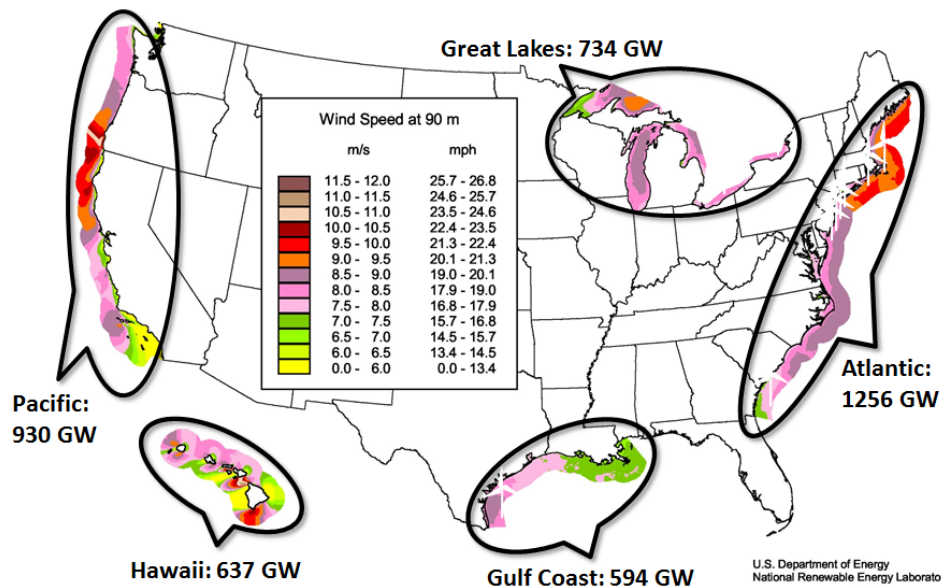 Great Lakes: 734 GW
Wind Speed at 90 m
m/s mph
11.5 - 12.0 25.7 - 26.8
11.0 - 11.5 24.6 - 25.7
10.5 - 11.0 23.5 - 24.6
10.0 - 10.5 22.4 - 23.5
9.5 - 10.0 21.3 - 22.4
9.0 - 9.5 20.1 - 21.3
8.5 - 9.0 19.0 - 20.1
8.0 - 8.5 17.9 - 19.0
7.5 - 8.0 16.8 - 17.9
7.0 - 7.5 15.7 - 16.8
6.5 - 7.0 14.5 - 15.7
6.0 - 6.5 13.4 - 14.5
0.0 - 6.0 0.0 - 13.4
Pacific:
930 GW
Atlantic:
1256 GW
Hawaii: 637 GW
Gulf Coast: 594 GW
U.S. Department of Energy
National Renewable Energy Laborato